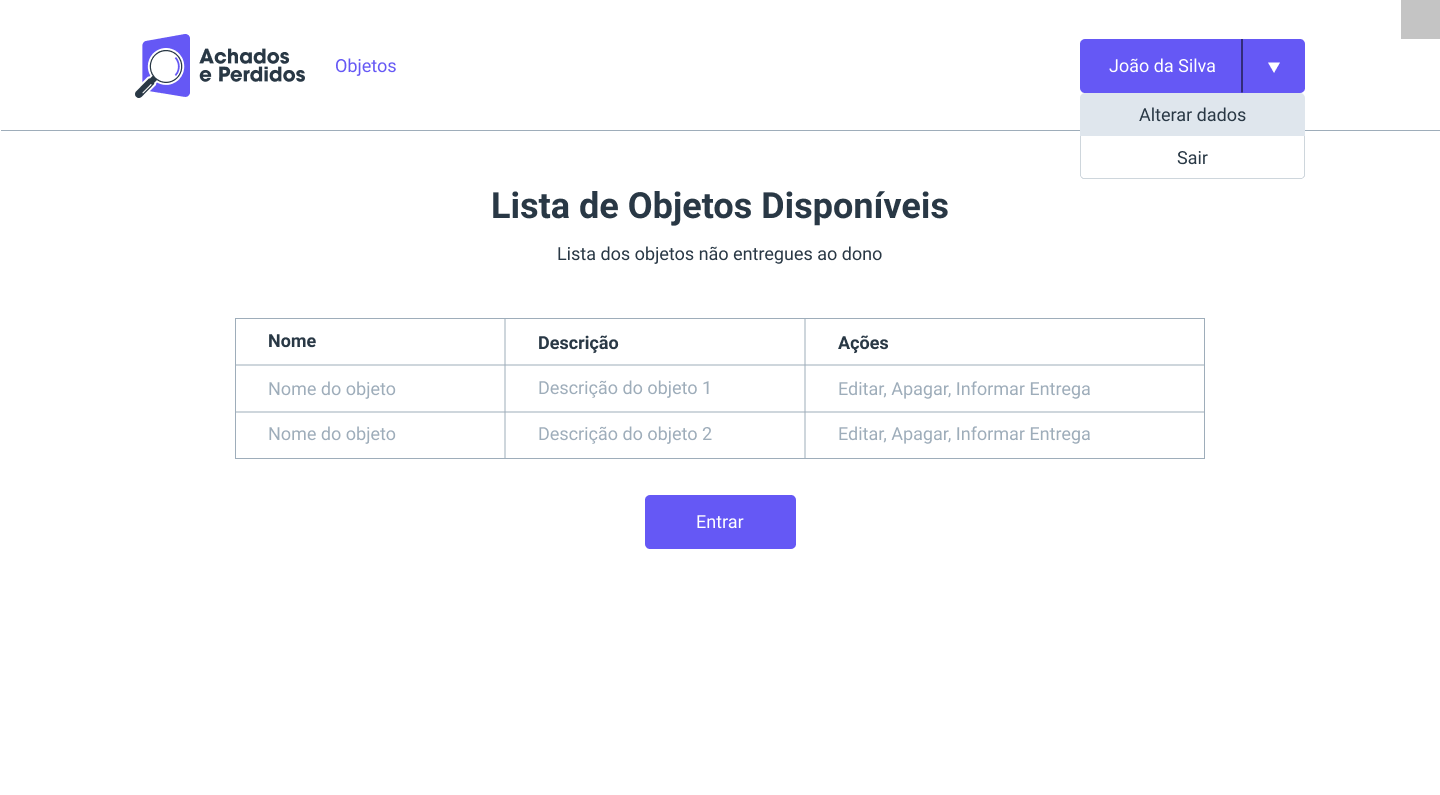 Achados
e Perdidos
Objetos
João da Silva
Alterar dados
Sair
Lista de Objetos Disponíveis
Lista dos objetos não entregues ao dono
Nome Descrição Ações
Nome do objeto Descrição do objeto 1 Editar, Apagar, Informar Entrega
Nome do objeto Descrição do objeto 2 Editar, Apagar, Informar Entrega
Entrar